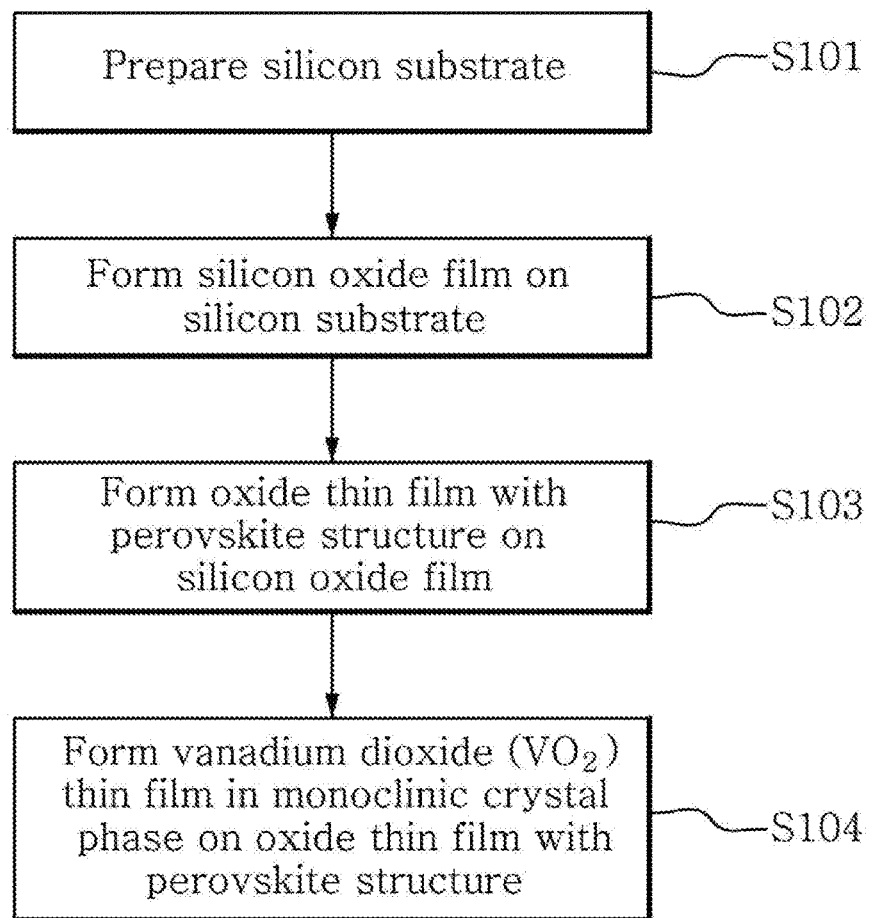 Prepare silicon substrate
S101
Form silicon oxide film on
silicon substrate
S102
Form oxide thin film with
perovskite structure on
silicon oxide film
S103
Form vanadium dioxide (VO₂)
thin film in monoclinic crystal
phase on oxide thin film with
perovskite structure
S104